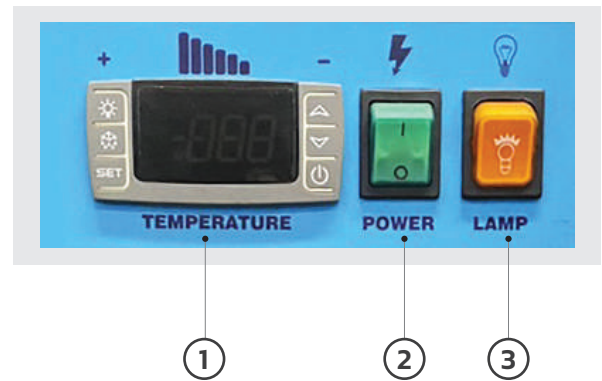 + -
-888
SET
I
O
TEMPERATURE POWER LAMP
1 2 3